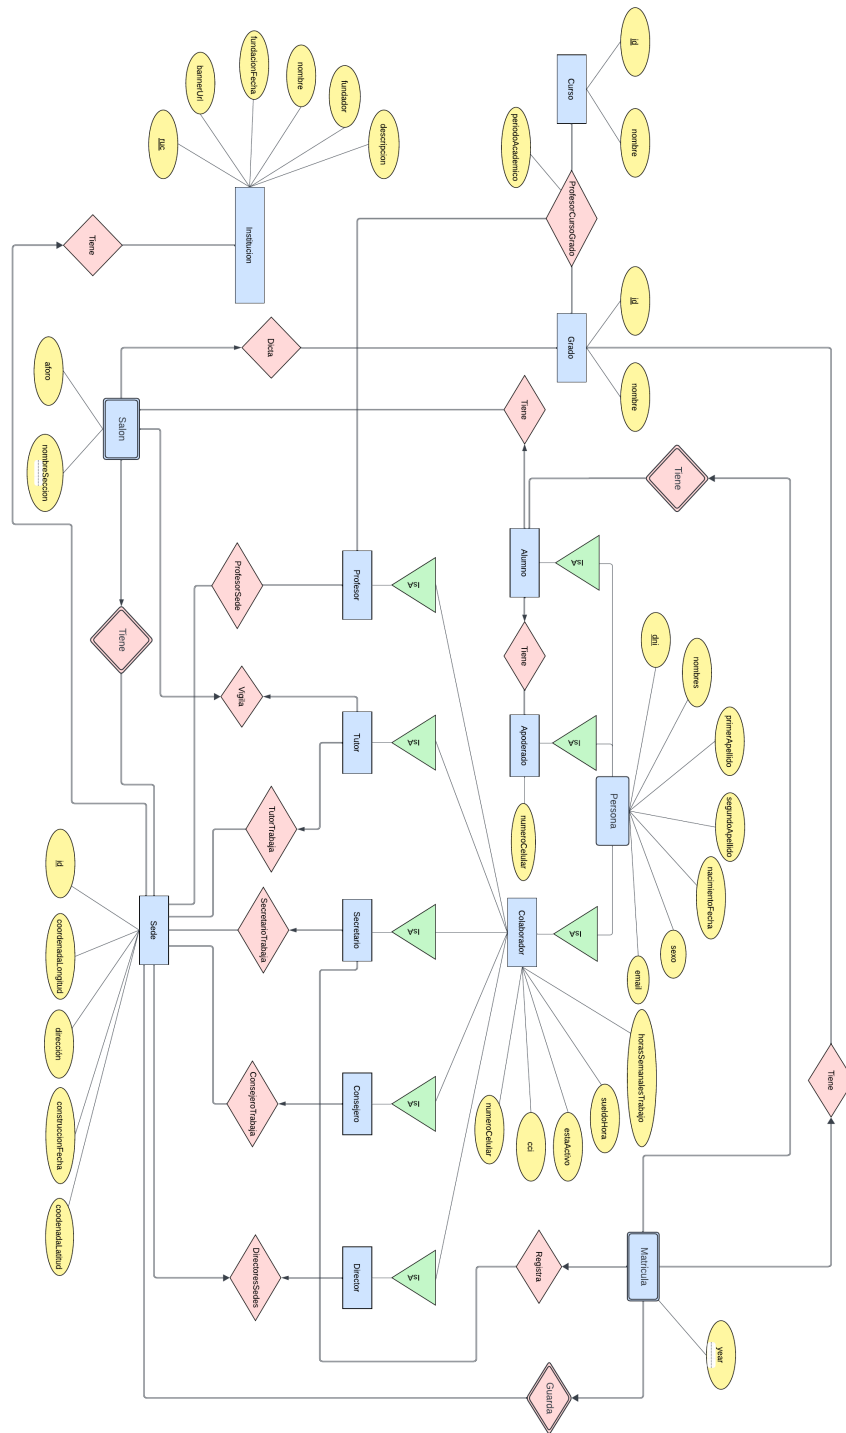 id
nombre
Curso
periodoAcademico
ProfesorCursoGrado
id
nombre
Grado
descripcion
fundador
nombre
fundacionFecha
bannerUrl
ruc
Institucion
Tiene
Dicta
aforo
nombreSeccion
Salon
Tiene
Tiene
Alumno
ISA
Tiene
Apoderado
ISA
numeroCelular
Persona
dni
nombres
primerApellido
segundoApellido
nacimientoFecha
sexo
email
ISA
Colaborador
horasSemanalesTrabajo
sueldoHora
estaActivo
cci
numeroCelular
ISA
Profesor
ProfesorSede
Tiene
Vigila
Tutor
ISA
TutorTrabaja
ISA
Secretario
SecretarioTrabaja
ISA
Consejero
ConsejeroTrabaja
ISA
Director
DirectoresSedes
Sede
id
coordenadaLongitud
dirección
construccionFecha
coodenadaLatitud
Tiene
Matricula
year
Registra
Guarda